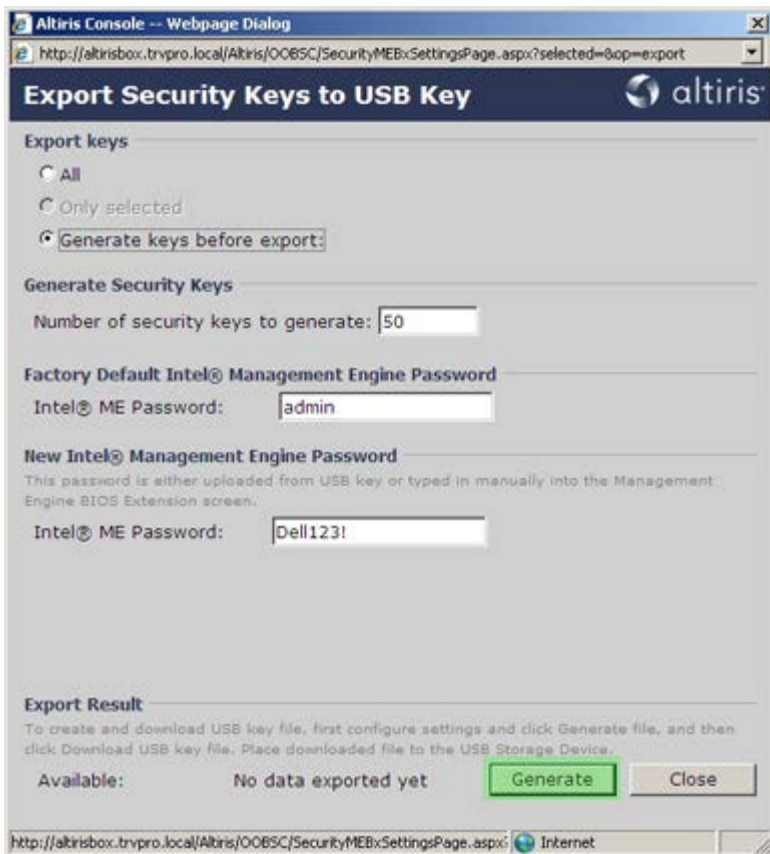 Altiris Console -- Webpage Dialog
http://altirisbox.trvpro.local/Altiris/OOBSC/SecurityMEBxSettingsPage.aspx?selected=&op=export
Export Security Keys to USB Key
altiris
Export keys
All
Only selected
Generate keys before export:
Generate Security Keys
Number of security keys to generate: 50
Factory Default Intel® Management Engine Password
Intel® ME Password: admin
New Intel® Management Engine Password
This password is either uploaded from USB key or typed in manually into the Management
Engine BIOS Extension screen.
Intel® ME Password: Dell123!
Export Result
To create and download USB key file, first configure settings and click Generate file, and then
click Download USB key file. Place downloaded file to the USB Storage Device.
Available: No data exported yet Generate Close
http://altirisbox.trvpro.local/Altiris/OOBSC/SecurityMEBxSettingsPage.aspx? Internet